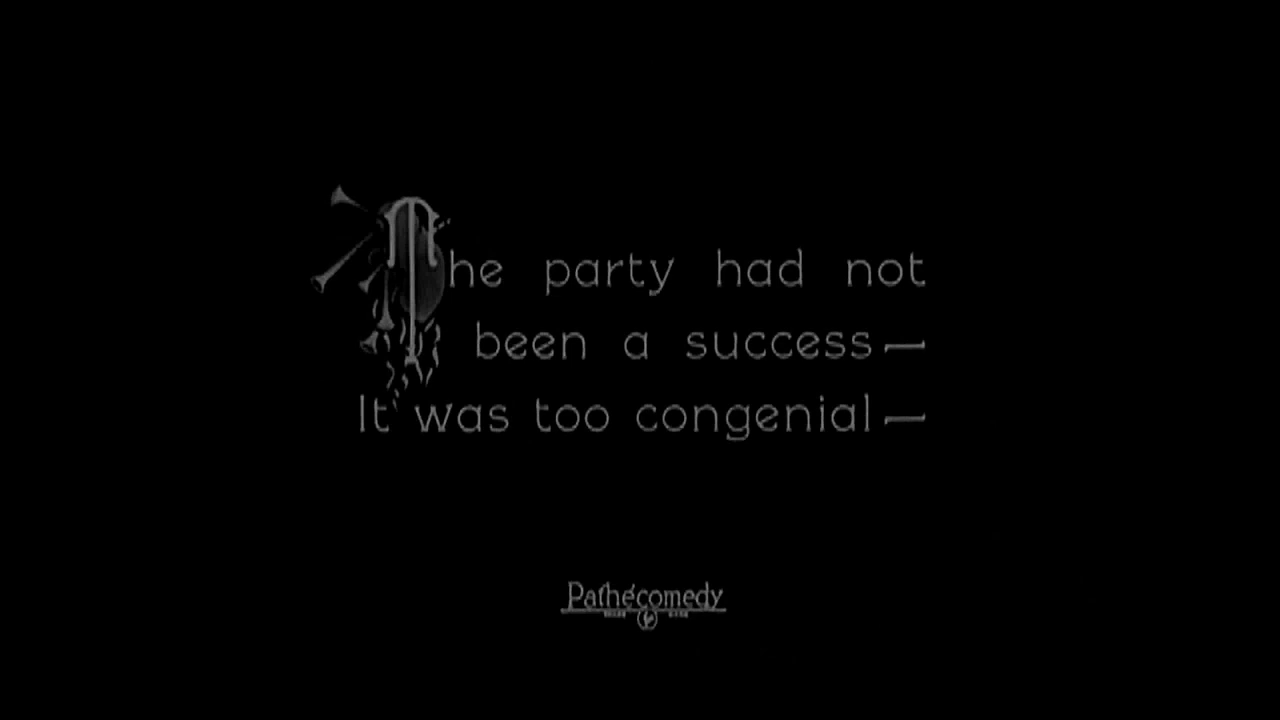 The party had not
been a success—
It was too congenial—
Pathécomedy